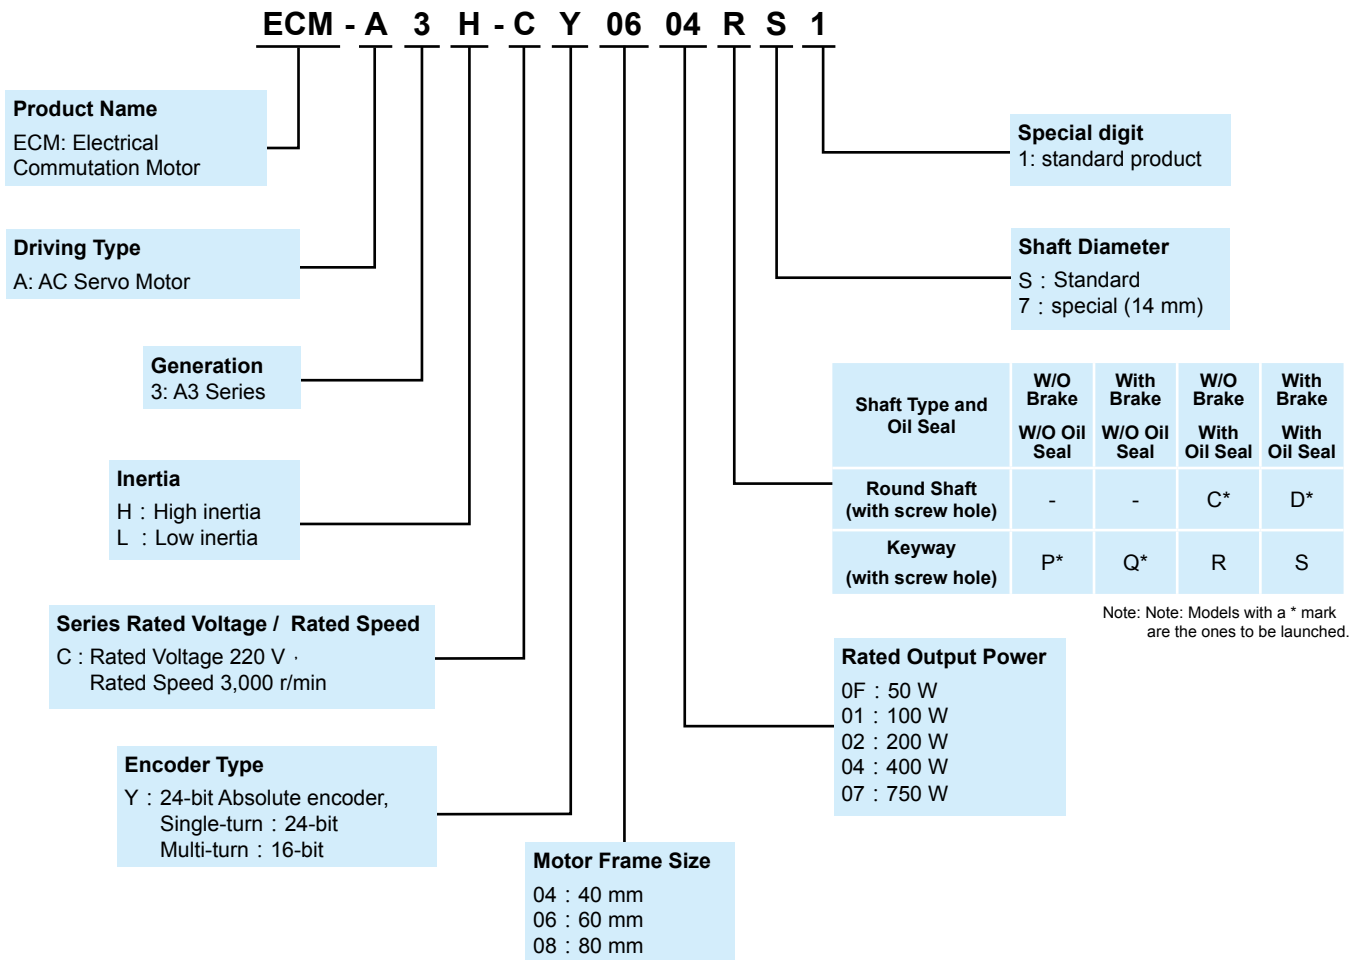 ECM - A 3 H - C Y 06 04 R S 1
Product Name
ECM: Electrical
Commutation Motor
Driving Type
A: AC Servo Motor
Generation
3: A3 Series
Inertia
H : High inertia
L : Low inertia
Series Rated Voltage / Rated Speed
C : Rated Voltage 220 V ,
Rated Speed 3,000 r/min
Encoder Type
Y : 24-bit Absolute encoder,
Single-turn : 24-bit
Multi-turn : 16-bit
Motor Frame Size
04 : 40 mm
06 : 60 mm
08 : 80 mm
Special digit
1: standard product
Shaft Diameter
S : Standard
7 : special (14 mm)
Shaft Type and
Oil Seal
W/O
Brake
W/O Oil
Seal
With
Brake
W/O Oil
Seal
W/O
Brake
With
Oil Seal
With
Brake
With
Oil Seal
Round Shaft
(with screw hole)
- - C* D*
Keyway
(with screw hole)
P* Q* R S
Note: Note: Models with a * mark
are the ones to be launched.
Rated Output Power
0F : 50 W
01 : 100 W
02 : 200 W
04 : 400 W
07 : 750 W